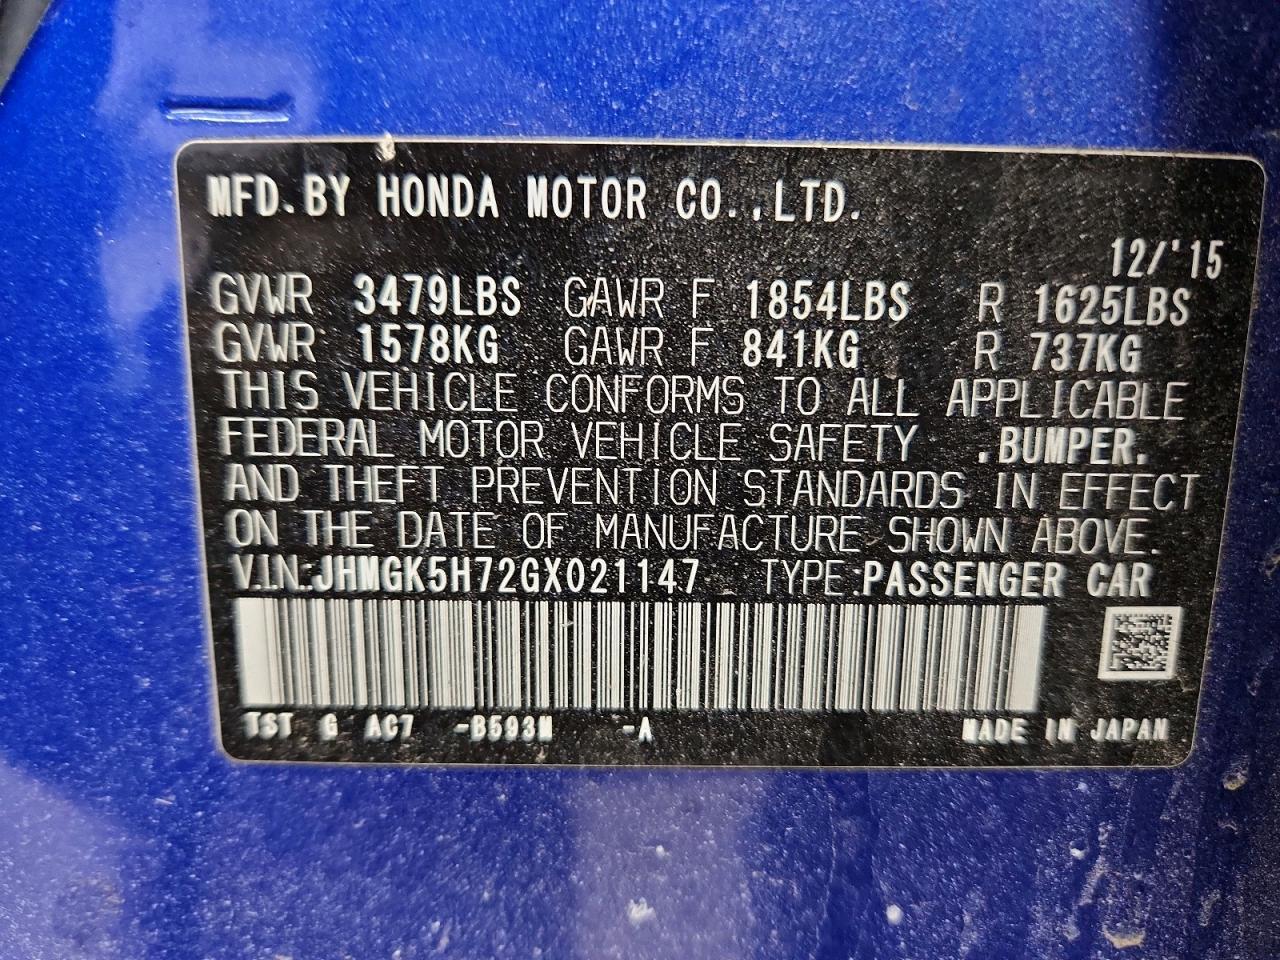 MFD.BY HONDA MOTOR CO.,LTD.
12/'15
GVWR 3479LBS GAWR F 1854LBS R 1625LBS
GVWR 1578KG GAWR F 841KG R 737KG
THIS VEHICLE CONFORMS TO ALL APPLICABLE
FEDERAL MOTOR VEHICLE SAFETY ,BUMPER,
AND THEFT PREVENTION STANDARDS IN EFFECT
ON THE DATE OF MANUFACTURE SHOWN ABOVE.
V.I.N.:JHMGK5H72GX021147 TYPE:PASSENGER CAR
TST G AC7 -B593M -A MADE IN JAPAN